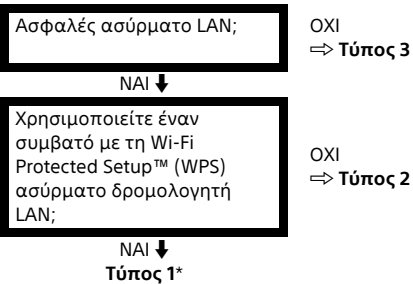 Ασφαλές ασύρματο LAN;
ΟΧΙ
⇨ Τύπος 3
ΝΑΙ ⬇
Χρησιμοποιείτε έναν
συμβατό με τη Wi-Fi
Protected Setup™ (WPS)
ασύρματο δρομολογητή
LAN;
ΟΧΙ
⇨ Τύπος 2
ΝΑΙ ⬇
Τύπος 1*